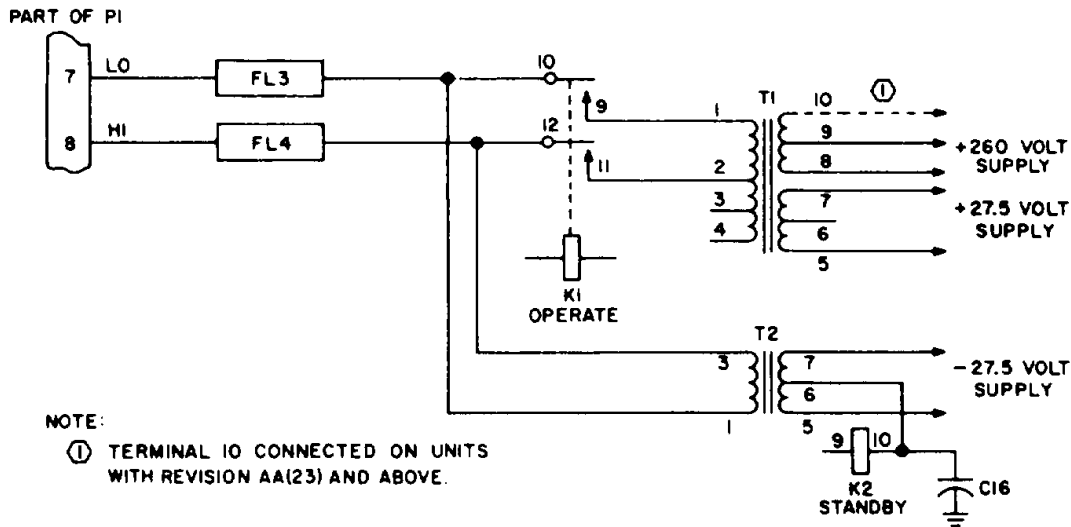 PART OF P1
7 LO FL3
8 HI FL4
10
9
12
11
K1
OPERATE
T1
1
2
3
4
10
1
9
8
+260 VOLT
SUPPLY
7
6
5
+27.5 VOLT
SUPPLY
T2
3
1
7
6
5
-27.5 VOLT
SUPPLY
9
10
K2
STANDBY
C16
NOTE:
1 TERMINAL 10 CONNECTED ON UNITS
WITH REVISION AA(23) AND ABOVE.